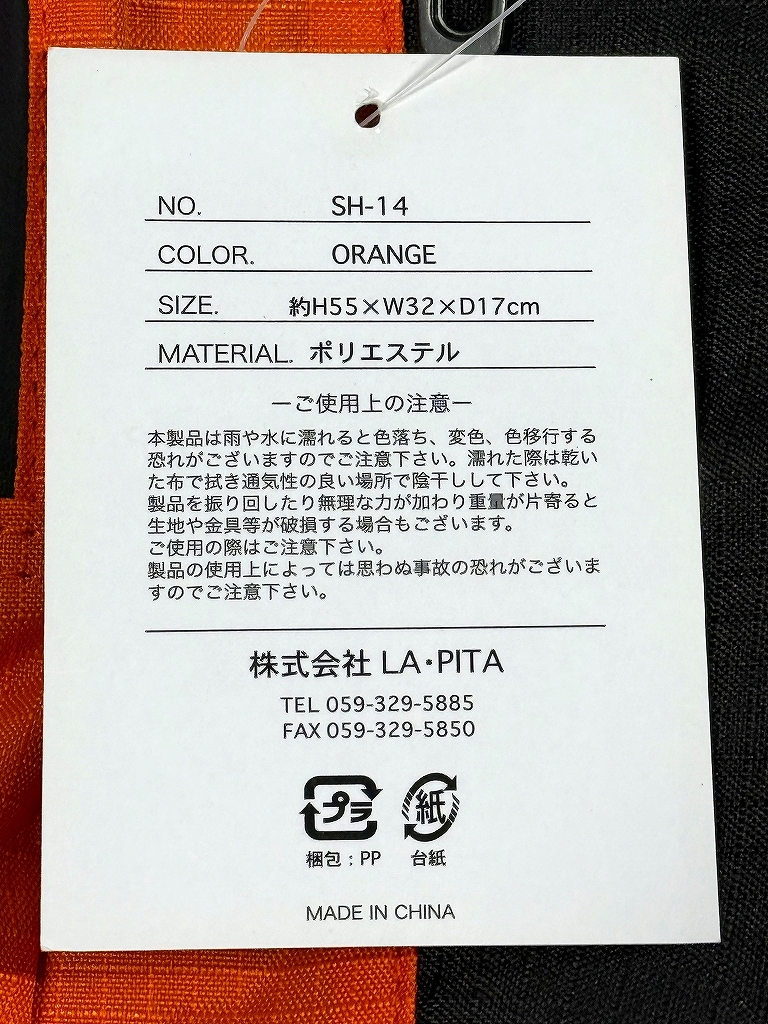 NO. SH-14
COLOR. ORANGE
SIZE. 約H55×W32×D17cm
MATERIAL. ポリエステル
ーご使用上の注意ー
本製品は雨や水に濡れると色落ち、変色、色移行する
恐れがございますのでご注意下さい。濡れた際は乾い
た布で拭き通気性の良い場所で陰干しして下さい。
製品を振り回したり無理な力が加わり重量が片寄ると
生地や金具等が破損する場合もございます。
ご使用の際はご注意下さい。
製品の使用上によっては思わぬ事故の恐れがございま
すのでご注意下さい。
株式会社 LA・PITA
TEL 059-329-5885
FAX 059-329-5850
プラ 紙
梱包：PP 台紙
MADE IN CHINA